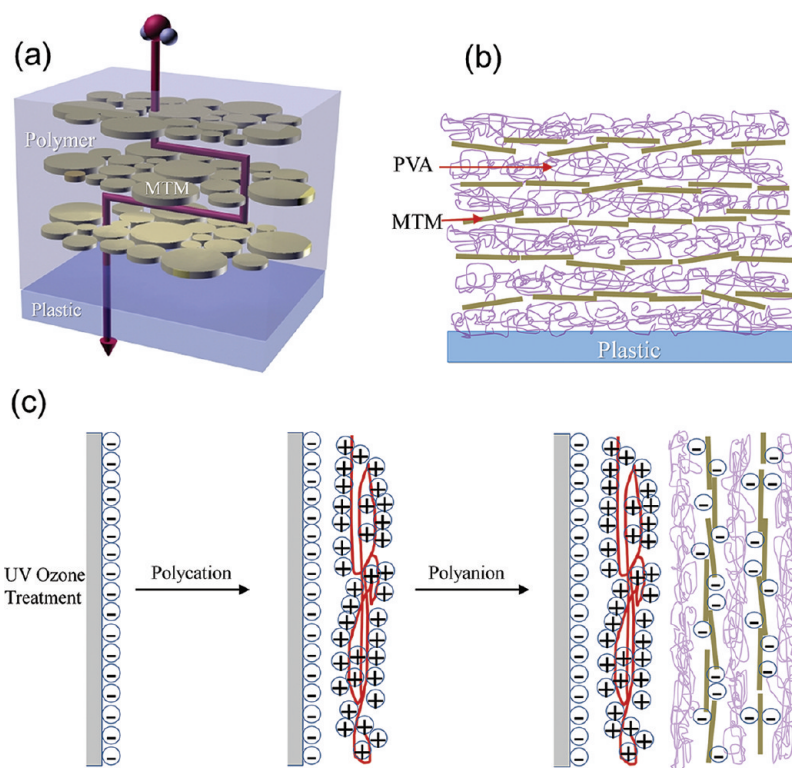 (a)
Polymer
MTM
Plastic
(b)
PVA
MTM
Plastic
(c)
UV Ozone
Treatment
Polycation
Polyanion